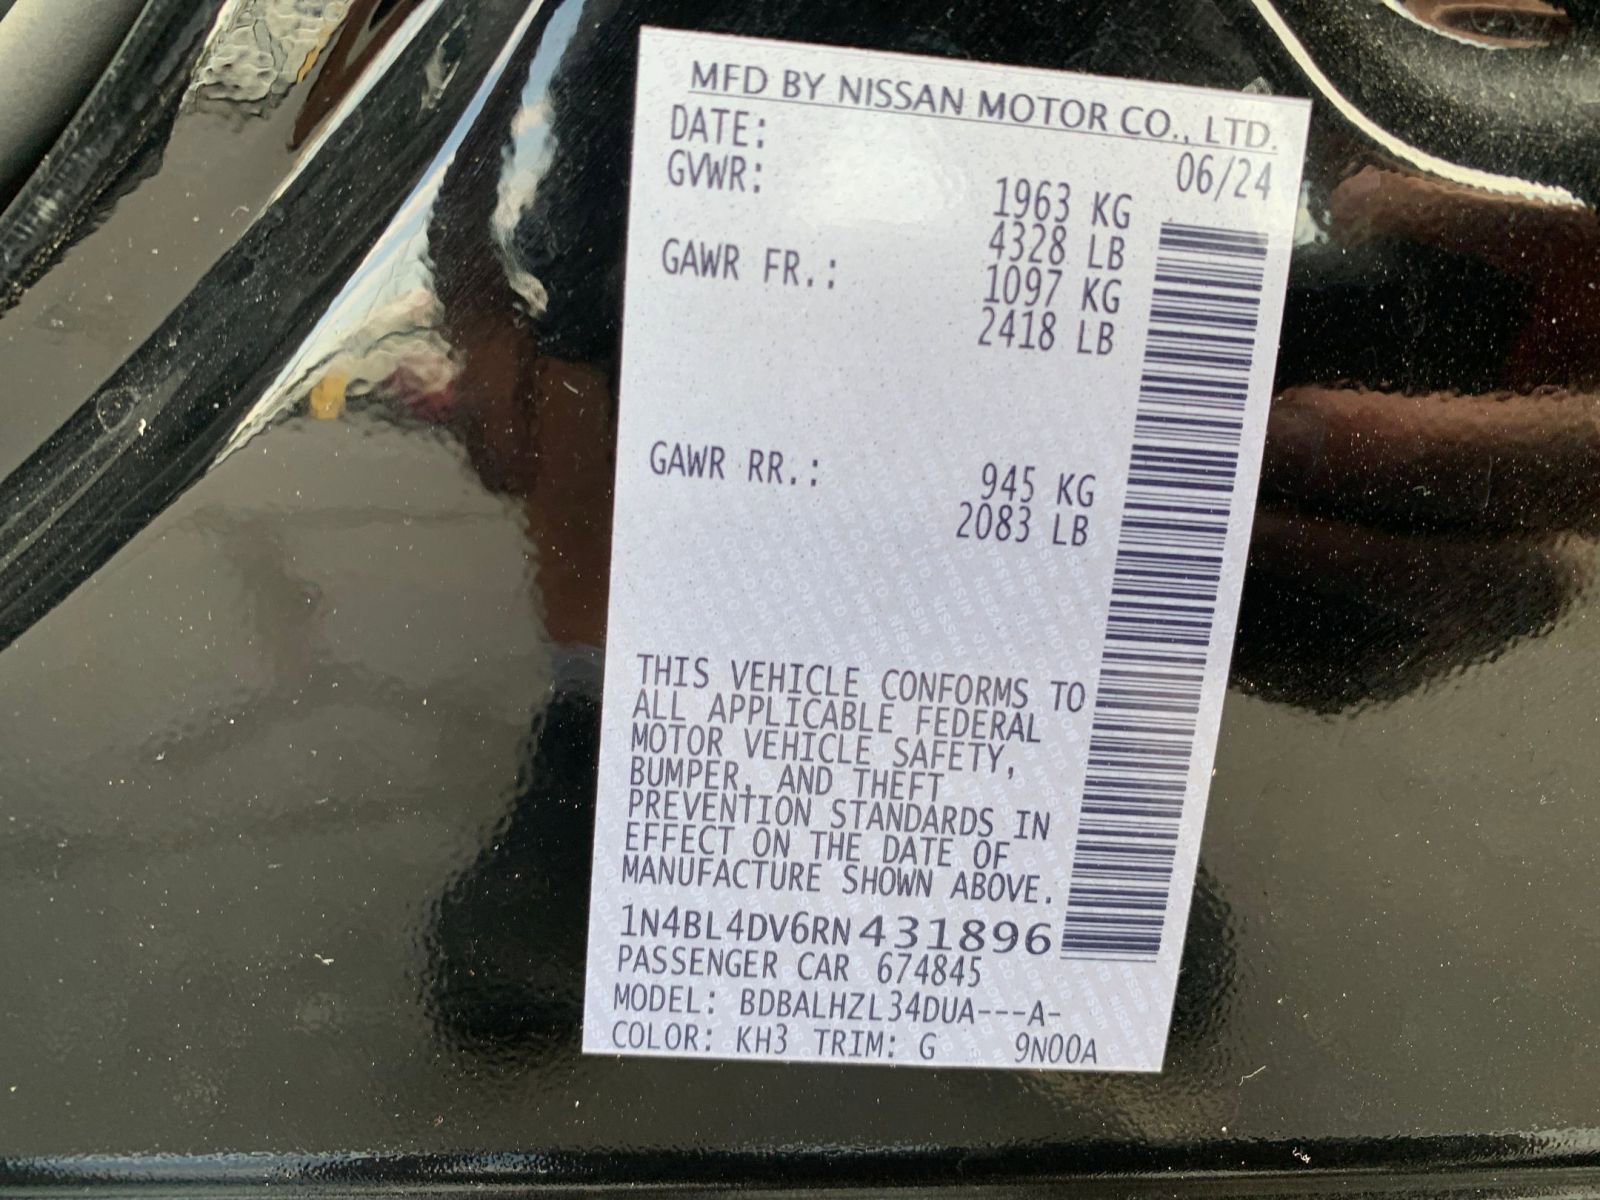 MFD BY NISSAN MOTOR CO., LTD.
DATE: 06/24
GVWR: 1963 KG
4328 LB
GAWR FR.: 1097 KG
2418 LB
GAWR RR.: 945 KG
2083 LB
THIS VEHICLE CONFORMS TO
ALL APPLICABLE FEDERAL
MOTOR VEHICLE SAFETY,
BUMPER, AND THEFT
PREVENTION STANDARDS IN
EFFECT ON THE DATE OF
MANUFACTURE SHOWN ABOVE.
1N4BL4DV6RN431896
PASSENGER CAR 674845
MODEL: BDBALHZL34DUA---A-
COLOR: KH3 TRIM: G 9N00A